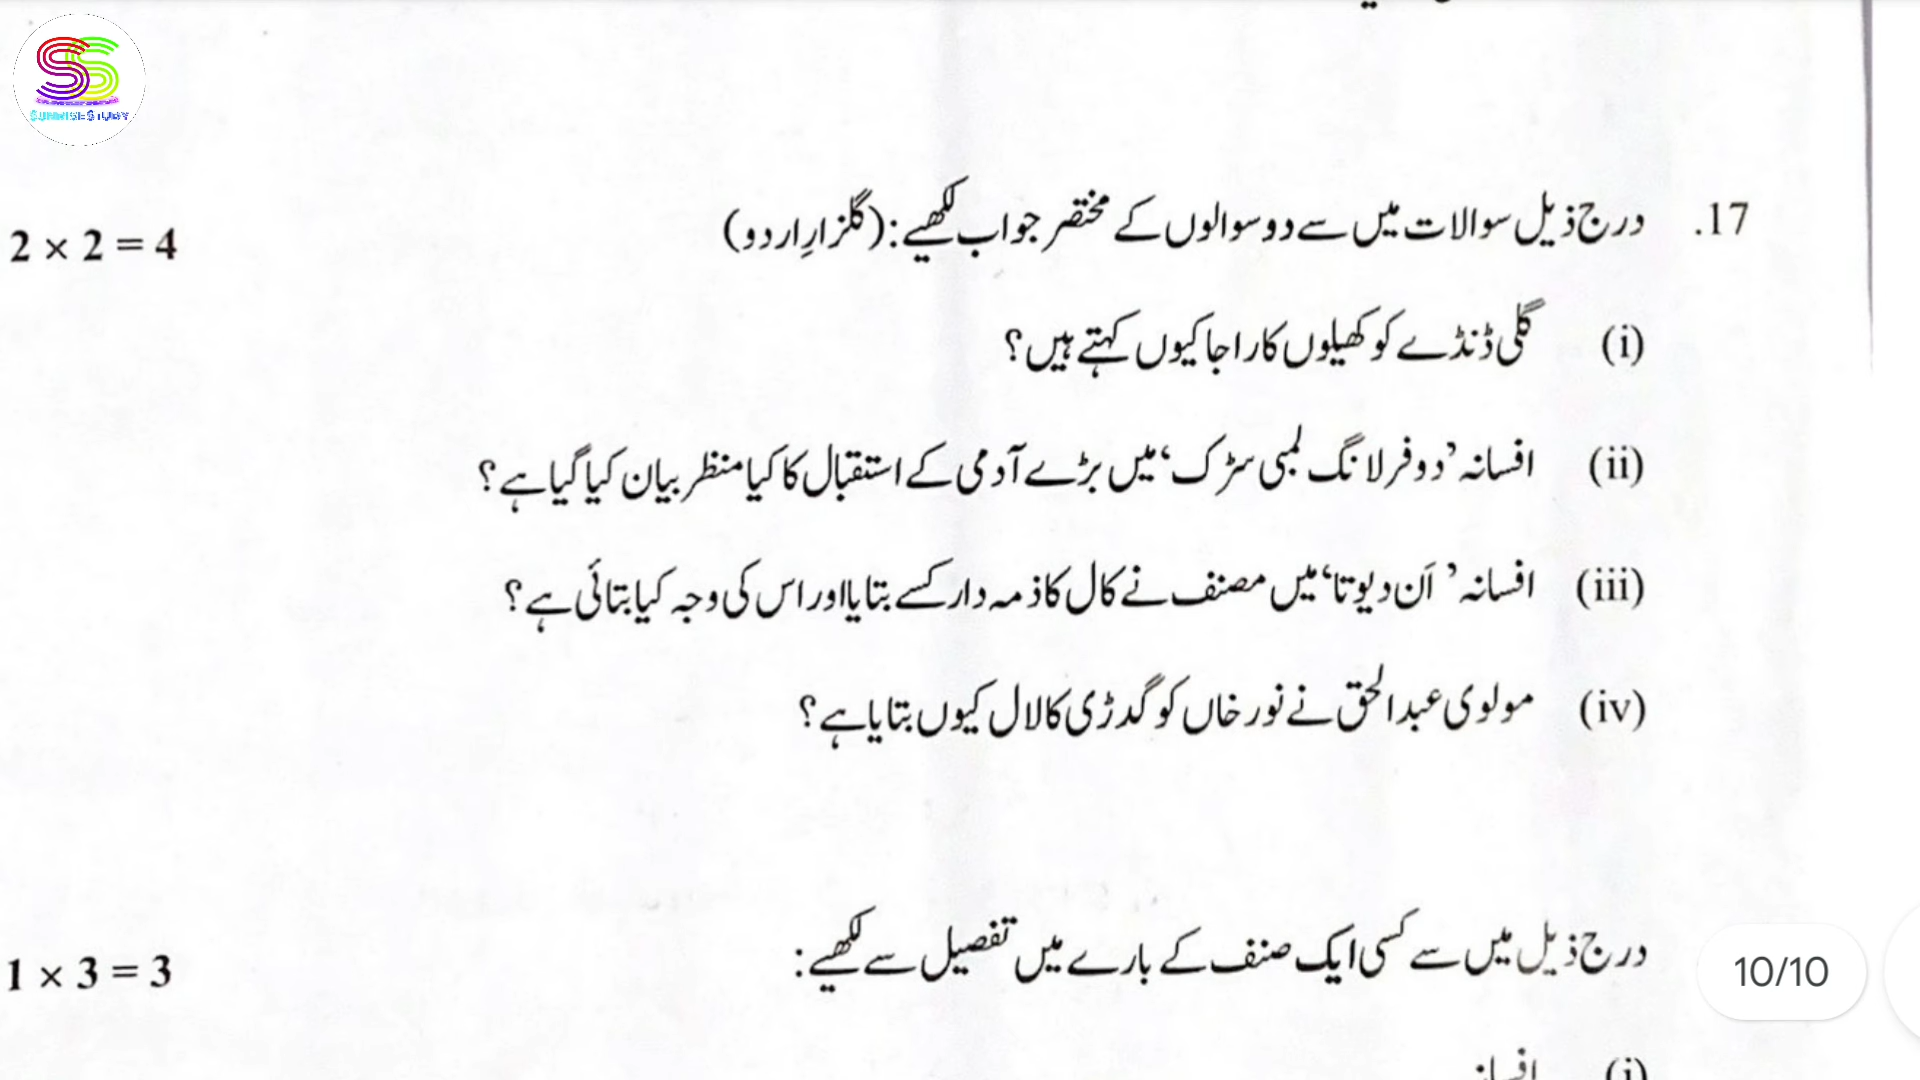 SUNRISE STUDY
17. درج ذیل سوالات میں سے دو سوالوں کے مختصر جواب لکھیے: (گلزارِ اردو) 2 × 2 = 4
(i) گلی ڈنڈے کو کھیلوں کا راجا کیوں کہتے ہیں؟
(ii) افسانہ ’دو فرلانگ لمبی سڑک‘ میں بڑے آدمی کے استقبال کا کیا منظر بیان کیا گیا ہے؟
(iii) افسانہ ’اَن دیوتا‘ میں مصنف نے کال کا ذمہ دار کسے بتایا اور اس کی وجہ کیا بتائی ہے؟
(iv) مولوی عبدالحق نے نور خاں کو گدڑی کا لال کیوں بتایا ہے؟
درج ذیل میں سے کسی ایک صنف کے بارے میں تفصیل سے لکھیے: 1 × 3 = 3
10/10
(i) افسانہ